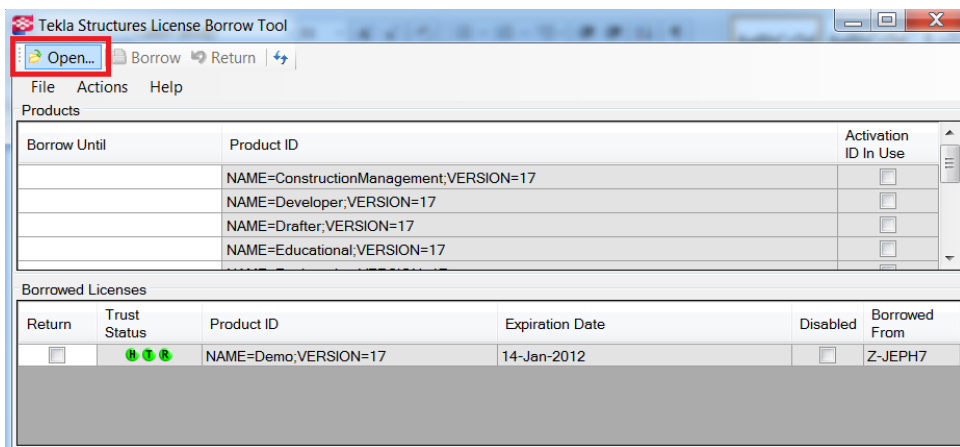 Tekla Structures License Borrow Tool
Open... Borrow Return
File Actions Help
Products
Borrow Until Product ID Activation ID In Use
NAME=ConstructionManagement;VERSION=17
NAME=Developer;VERSION=17
NAME=Drafter;VERSION=17
NAME=Educational;VERSION=17
Borrowed Licenses
Return Trust Status Product ID Expiration Date Disabled Borrowed From
H T R NAME=Demo;VERSION=17 14-Jan-2012 Z-JEPH7